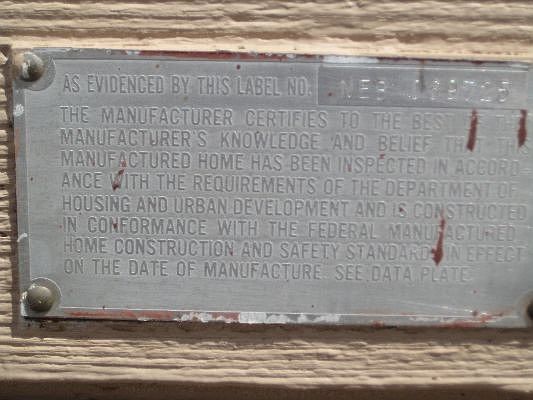 AS EVIDENCED BY THIS LABEL NO. NEB
THE MANUFACTURER CERTIFIES TO THE BEST OF THE
MANUFACTURER'S KNOWLEDGE AND BELIEF THAT THIS
MANUFACTURED HOME HAS BEEN INSPECTED IN ACCORD-
ANCE WITH THE REQUIREMENTS OF THE DEPARTMENT OF
HOUSING AND URBAN DEVELOPMENT AND IS CONSTRUCTED
IN CONFORMANCE WITH THE FEDERAL MANUFACTURED
HOME CONSTRUCTION AND SAFETY STANDARDS IN EFFECT
ON THE DATE OF MANUFACTURE. SEE DATA PLATE.